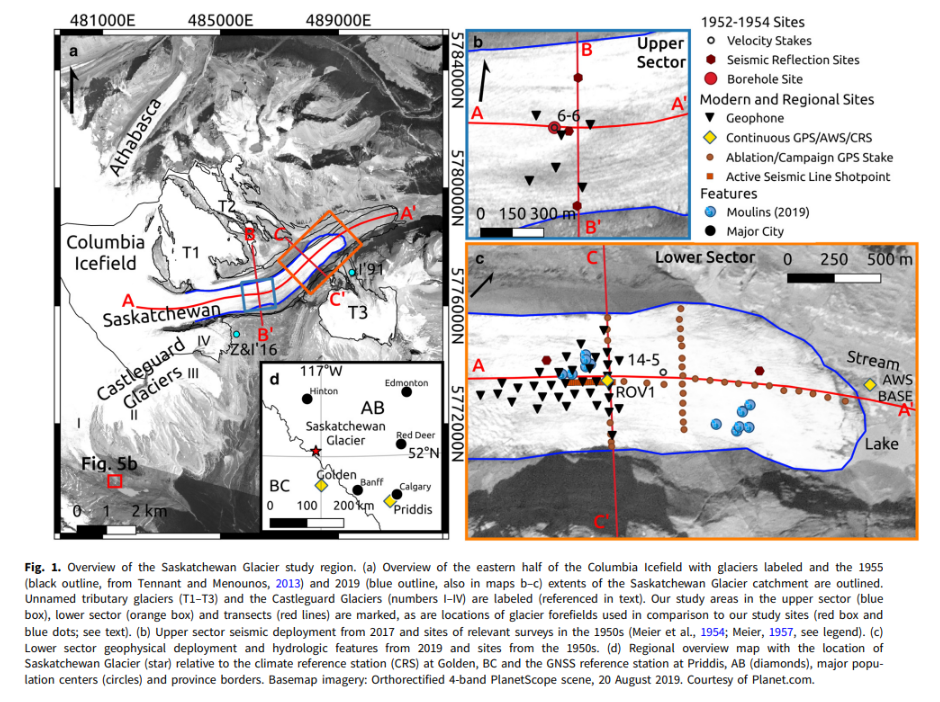 481000E 485000E 489000E
a
Athabasca
T2
B
C
A'
T1
Columbia
Icefield
I'91
A
C'
T3
Saskatchewan
B'
IV
Z&I'16
Castleguard
Glaciers
III
II
I
Fig. 5b
0 1 2 km
5784000N
5780000N
5776000N
5772000N
d
117°W
Hinton
Edmonton
AB
Saskatchewan
Glacier
Red Deer
52°N
Golden
BC
Banff
Calgary
0 100 200 km
Priddis
b
B
Upper
Sector
A
6-6
A'
0 150 300 m
B'
1952-1954 Sites
Velocity Stakes
Seismic Reflection Sites
Borehole Site
Modern and Regional Sites
Geophone
Continuous GPS/AWS/CRS
Ablation/Campaign GPS Stake
Active Seismic Line Shotpoint
Features
Moulins (2019)
Major City
c
C
Lower Sector
0 250 500 m
A
14-5
Stream
ROV1
AWS
BASE
A'
Lake
C'
Fig. 1. Overview of the Saskatchewan Glacier study region. (a) Overview of the eastern half of the Columbia Icefield with glaciers labeled and the 1955
(black outline, from Tennant and Menounos, 2013) and 2019 (blue outline, also in maps b–c) extents of the Saskatchewan Glacier catchment are outlined.
Unnamed tributary glaciers (T1–T3) and the Castleguard Glaciers (numbers I–IV) are labeled (referenced in text). Our study areas in the upper sector (blue
box), lower sector (orange box) and transects (red lines) are marked, as are locations of glacier forefields used in comparison to our study sites (red box and
blue dots; see text). (b) Upper sector seismic deployment from 2017 and sites of relevant surveys in the 1950s (Meier et al., 1954; Meier, 1957, see legend). (c)
Lower sector geophysical deployment and hydrologic features from 2019 and sites from the 1950s. (d) Regional overview map with the location of
Saskatchewan Glacier (star) relative to the climate reference station (CRS) at Golden, BC and the GNSS reference station at Priddis, AB (diamonds), major popu-
lation centers (circles) and province borders. Basemap imagery: Orthorectified 4-band PlanetScope scene, 20 August 2019. Courtesy of Planet.com.